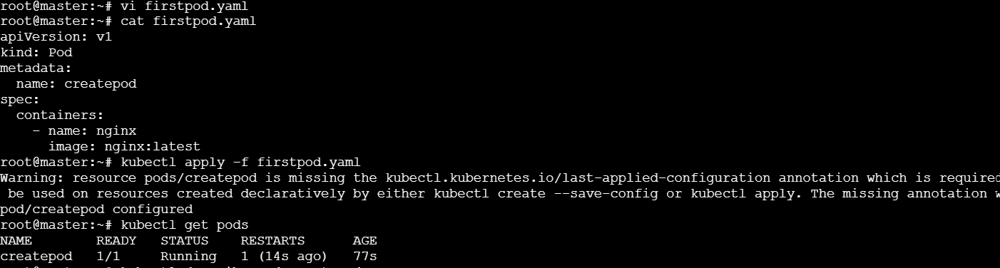 root@master:~# vi firstpod.yaml
root@master:~# cat firstpod.yaml
apiVersion: v1
kind: Pod
metadata:
  name: createpod
spec:
  containers:
    - name: nginx
      image: nginx:latest
root@master:~# kubectl apply -f firstpod.yaml
Warning: resource pods/createpod is missing the kubectl.kubernetes.io/last-applied-configuration annotation which is required
 be used on resources created declaratively by either kubectl create --save-config or kubectl apply. The missing annotation
pod/createpod configured
root@master:~# kubectl get pods
NAME        READY   STATUS    RESTARTS      AGE
createpod   1/1     Running   1 (14s ago)   77s